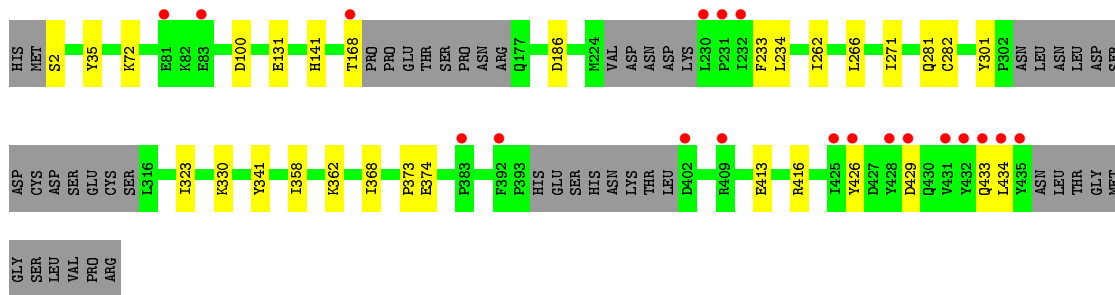 HIS MET S2 Y35 K72 E81 K82 E83 D100 E131 H141 T168 PRO PRO GLU THR SER PRO ASN ARG Q177 D186 M224 VAL ASP ASN ASP LYS L230 P231 I232 F233 L234 I262 L266 I271 Q281 C282 Y301 P302 ASN LEU ASN LEU ASP SER
ASP CYS ASP SER GLU CYS SER L316 I323 K330 Y341 I358 K362 I368 P373 E374 P383 F392 P393 HIS GLU SER HIS ASN LYS THR LEU D402 R409 E413 R416 I425 Y426 D427 Y428 D429 Q430 V431 Y432 Q433 L434 Y435 ASN LEU THR GLY MET
GLY SER LEU VAL PRO ARG